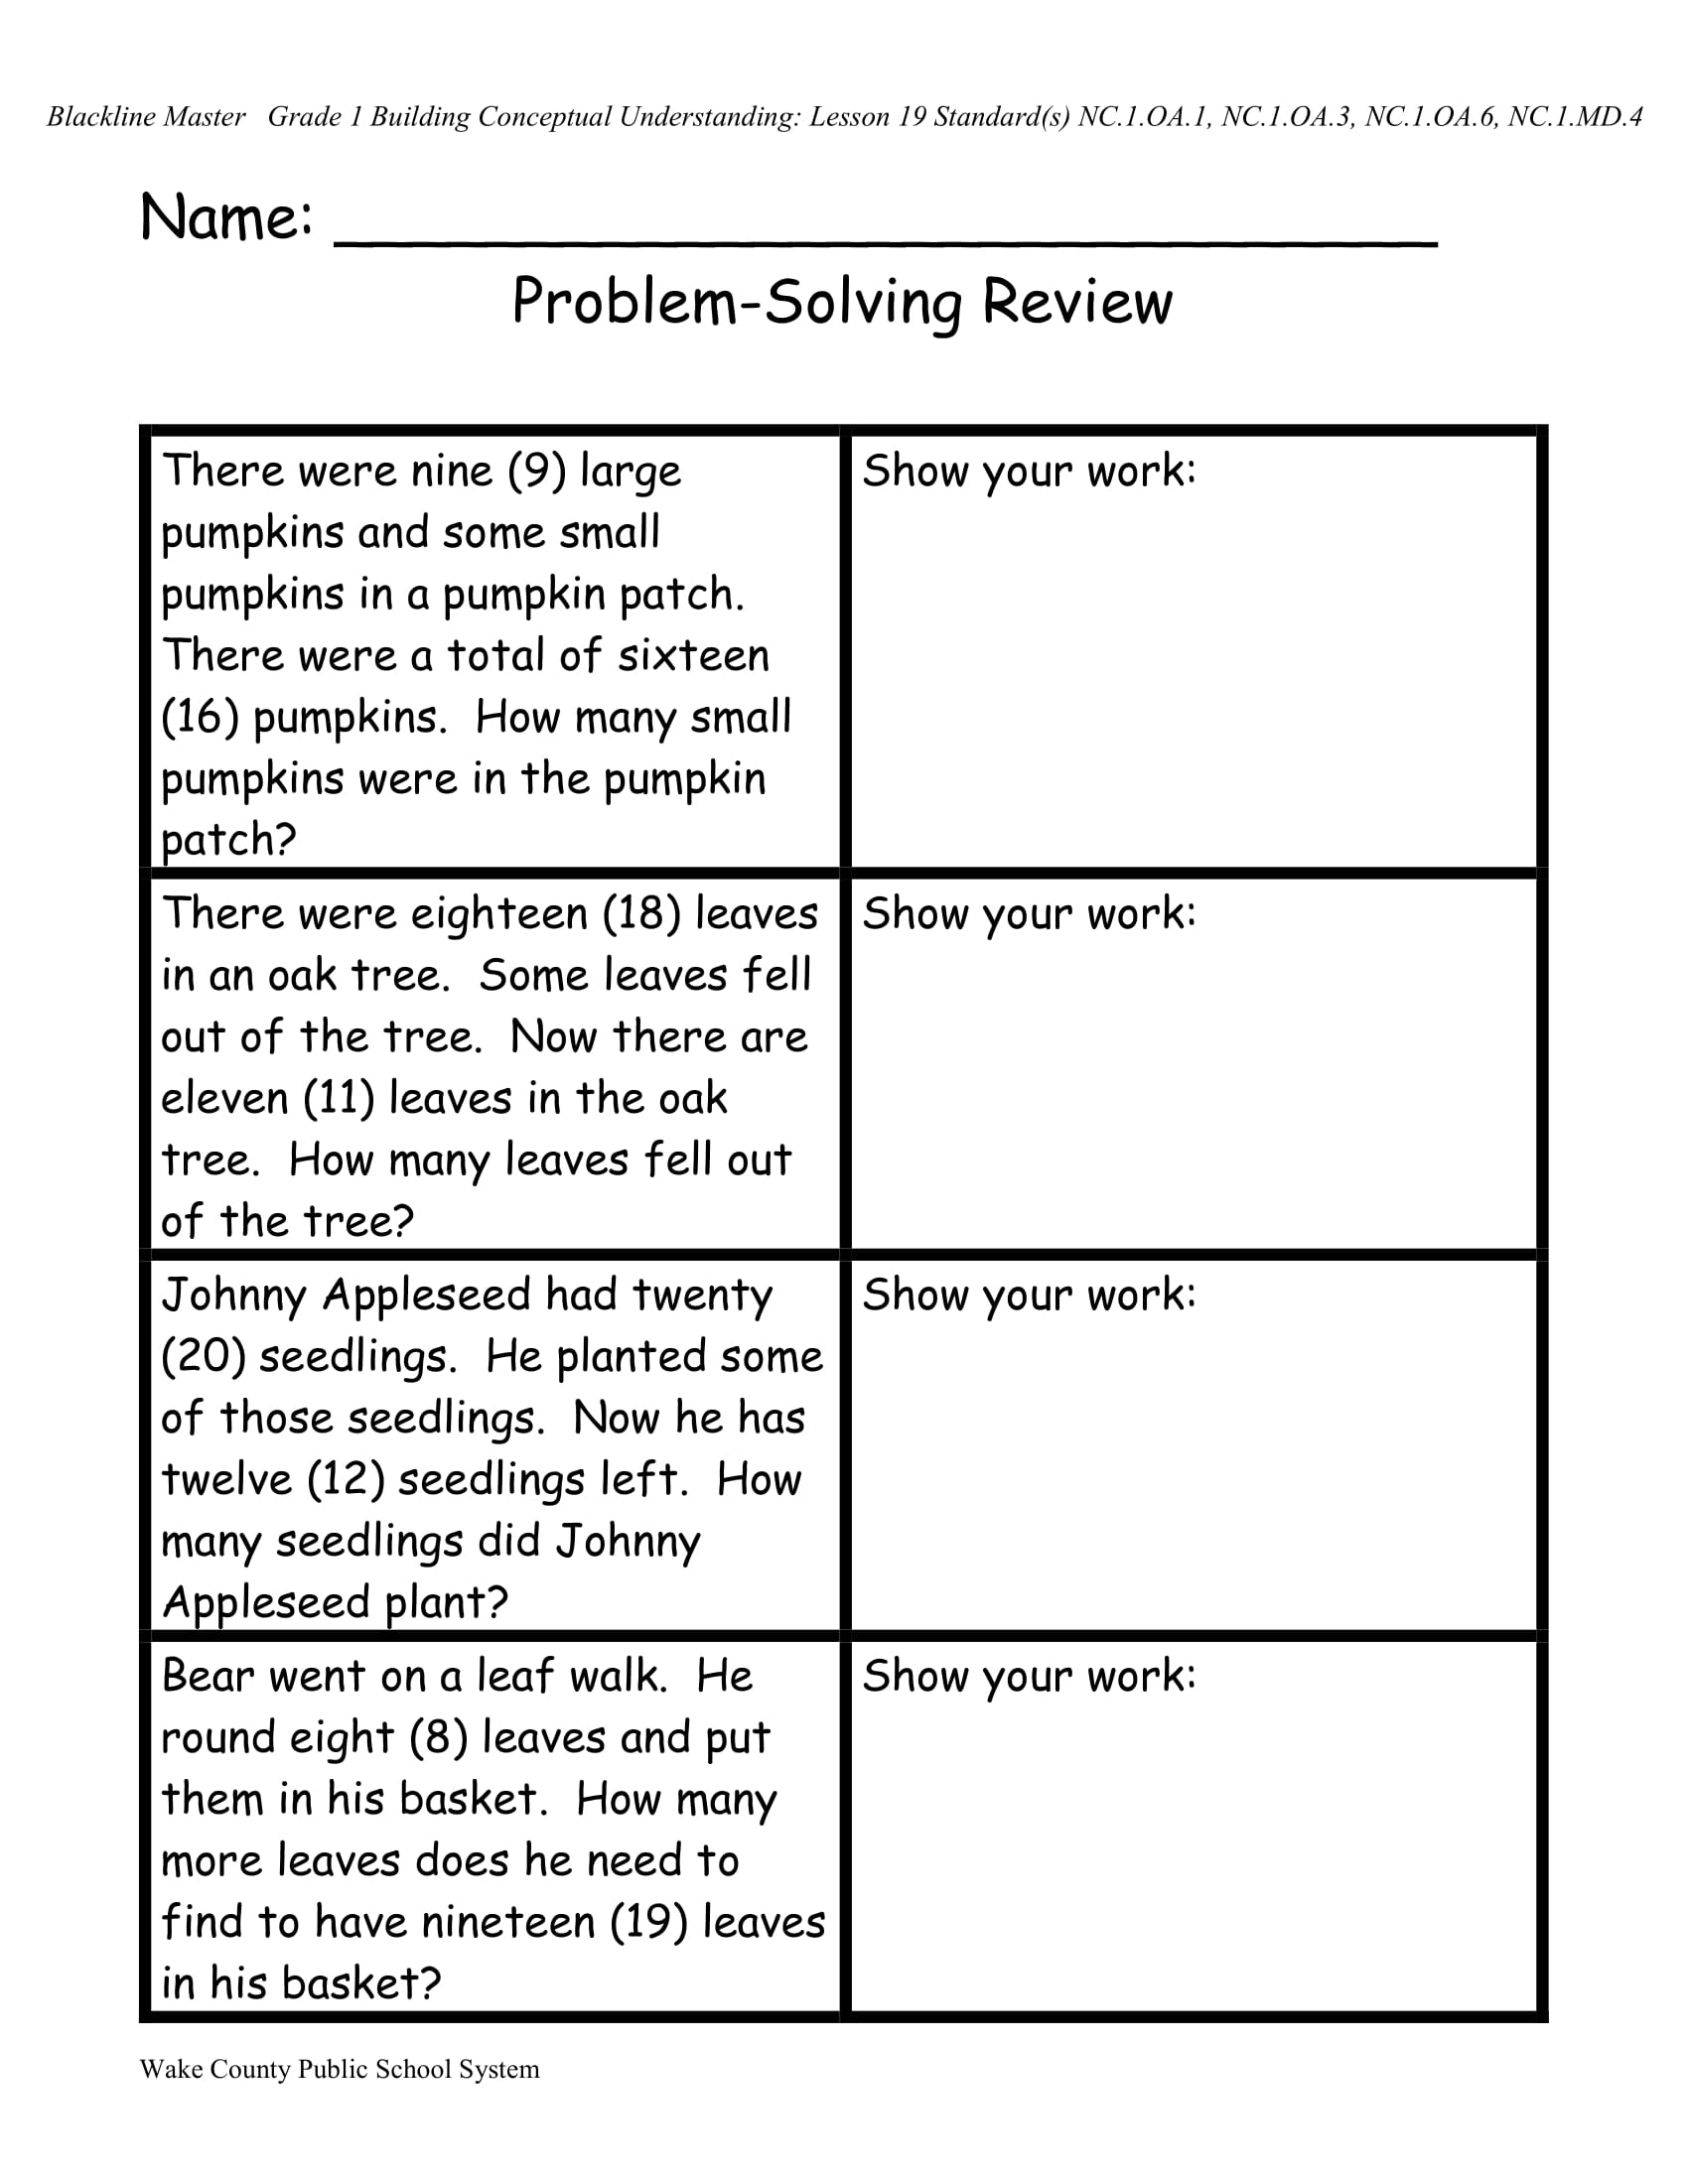 Blackline Master   Grade 1 Building Conceptual Understanding: Lesson 19 Standard(s) NC.1.OA.1, NC.1.OA.3, NC.1.OA.6, NC.1.MD.4
Name: ______________________________
Problem-Solving Review
There were nine (9) large
pumpkins and some small
pumpkins in a pumpkin patch.
There were a total of sixteen
(16) pumpkins.  How many small
pumpkins were in the pumpkin
patch?
Show your work:
There were eighteen (18) leaves
in an oak tree.  Some leaves fell
out of the tree.  Now there are
eleven (11) leaves in the oak
tree.  How many leaves fell out
of the tree?
Show your work:
Johnny Appleseed had twenty
(20) seedlings.  He planted some
of those seedlings.  Now he has
twelve (12) seedlings left.  How
many seedlings did Johnny
Appleseed plant?
Show your work:
Bear went on a leaf walk.  He
round eight (8) leaves and put
them in his basket.  How many
more leaves does he need to
find to have nineteen (19) leaves
in his basket?
Show your work:
Wake County Public School System